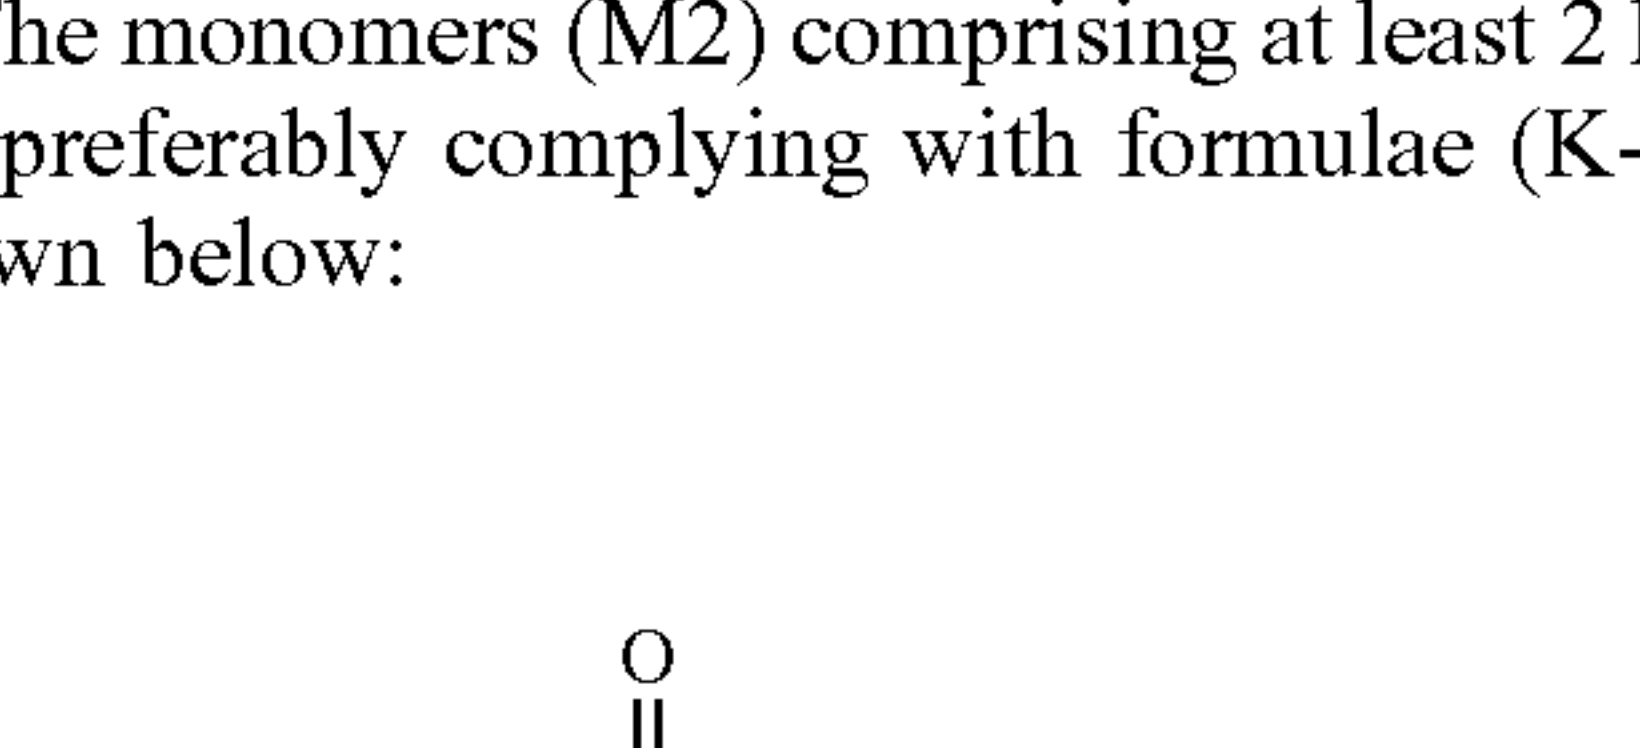 he monomers (M2) comprising at least 2
preferably complying with formulae (K-
wn below:
O